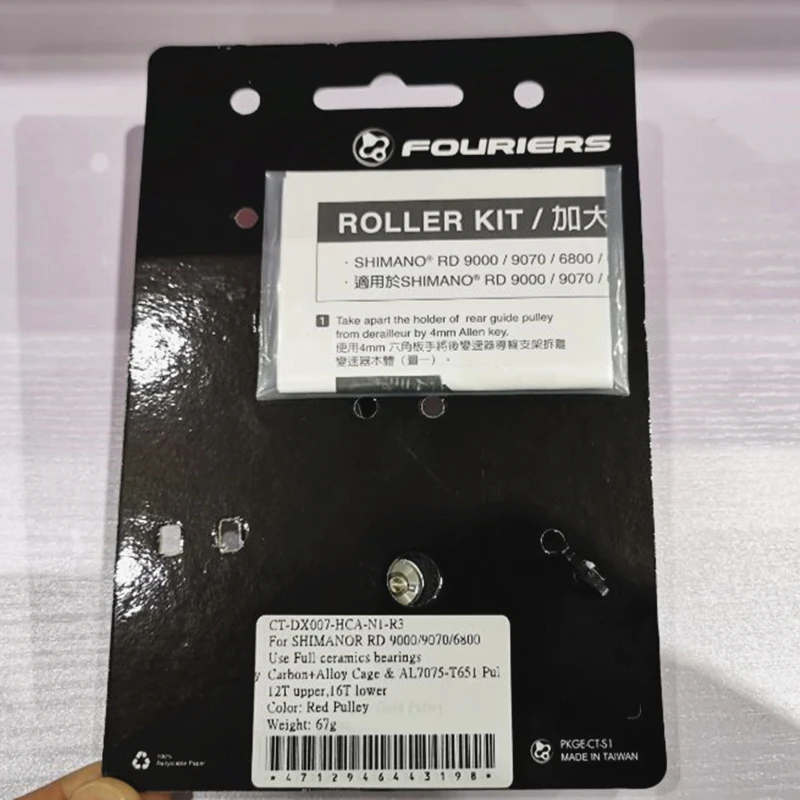 FOURIERS
ROLLER KIT / 加大
· SHIMANO® RD 9000 / 9070 / 6800 /
· 適用於SHIMANO® RD 9000 / 9070 /
1 Take apart the holder of rear guide pulley
from derailleur by 4mm Allen key.
使用4mm 六角板手將後變速器導輪支架拆離
變速器本體（圖一）。
CT-DX007-HCA-N1-R3
For SHIMANOR RD 9000/9070/6800
Use Full ceramics bearings
Carbon+Alloy Cage & AL7075-T651 Pul
12T upper,16T lower
Color: Red Pulley
Weight: 67g
*4712946443198*
100%
Recyclable Paper
PKGE-CT-S1
MADE IN TAIWAN